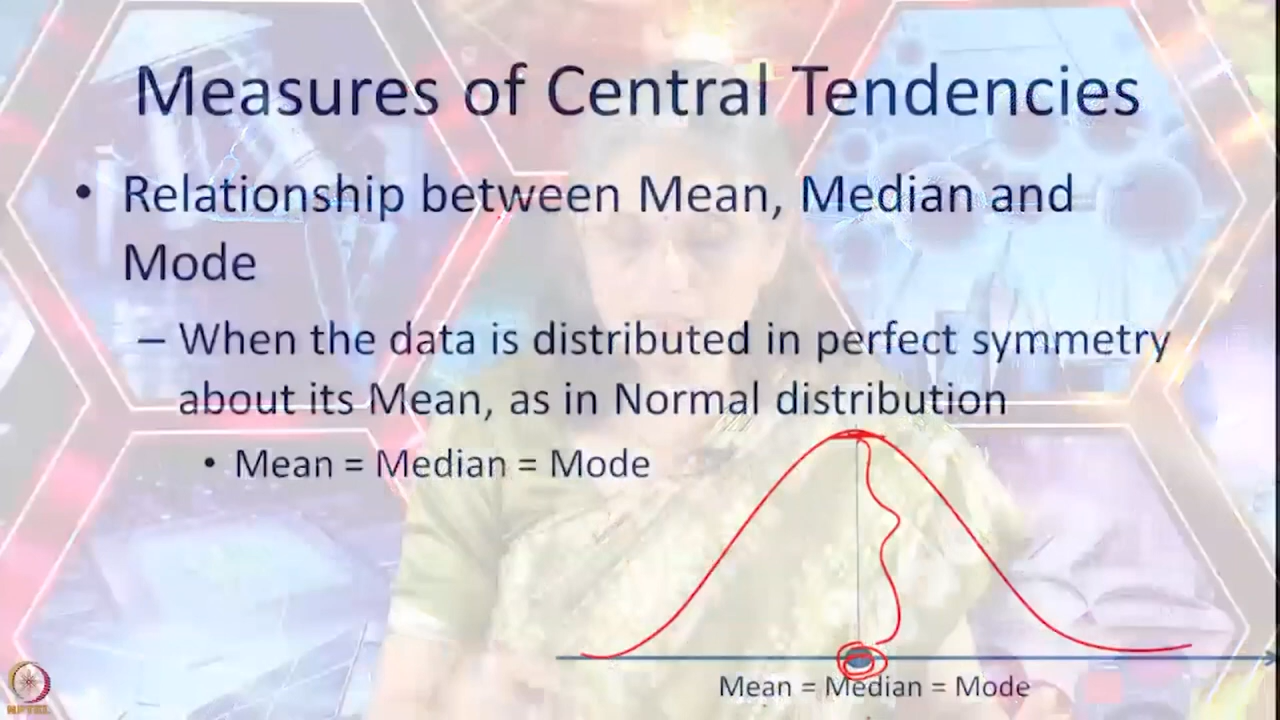 Measures of Central Tendencies
• Relationship between Mean, Median and
Mode
– When the data is distributed in perfect symmetry
about its Mean, as in Normal distribution
• Mean = Median = Mode
Mean = Median = Mode
NPTEL